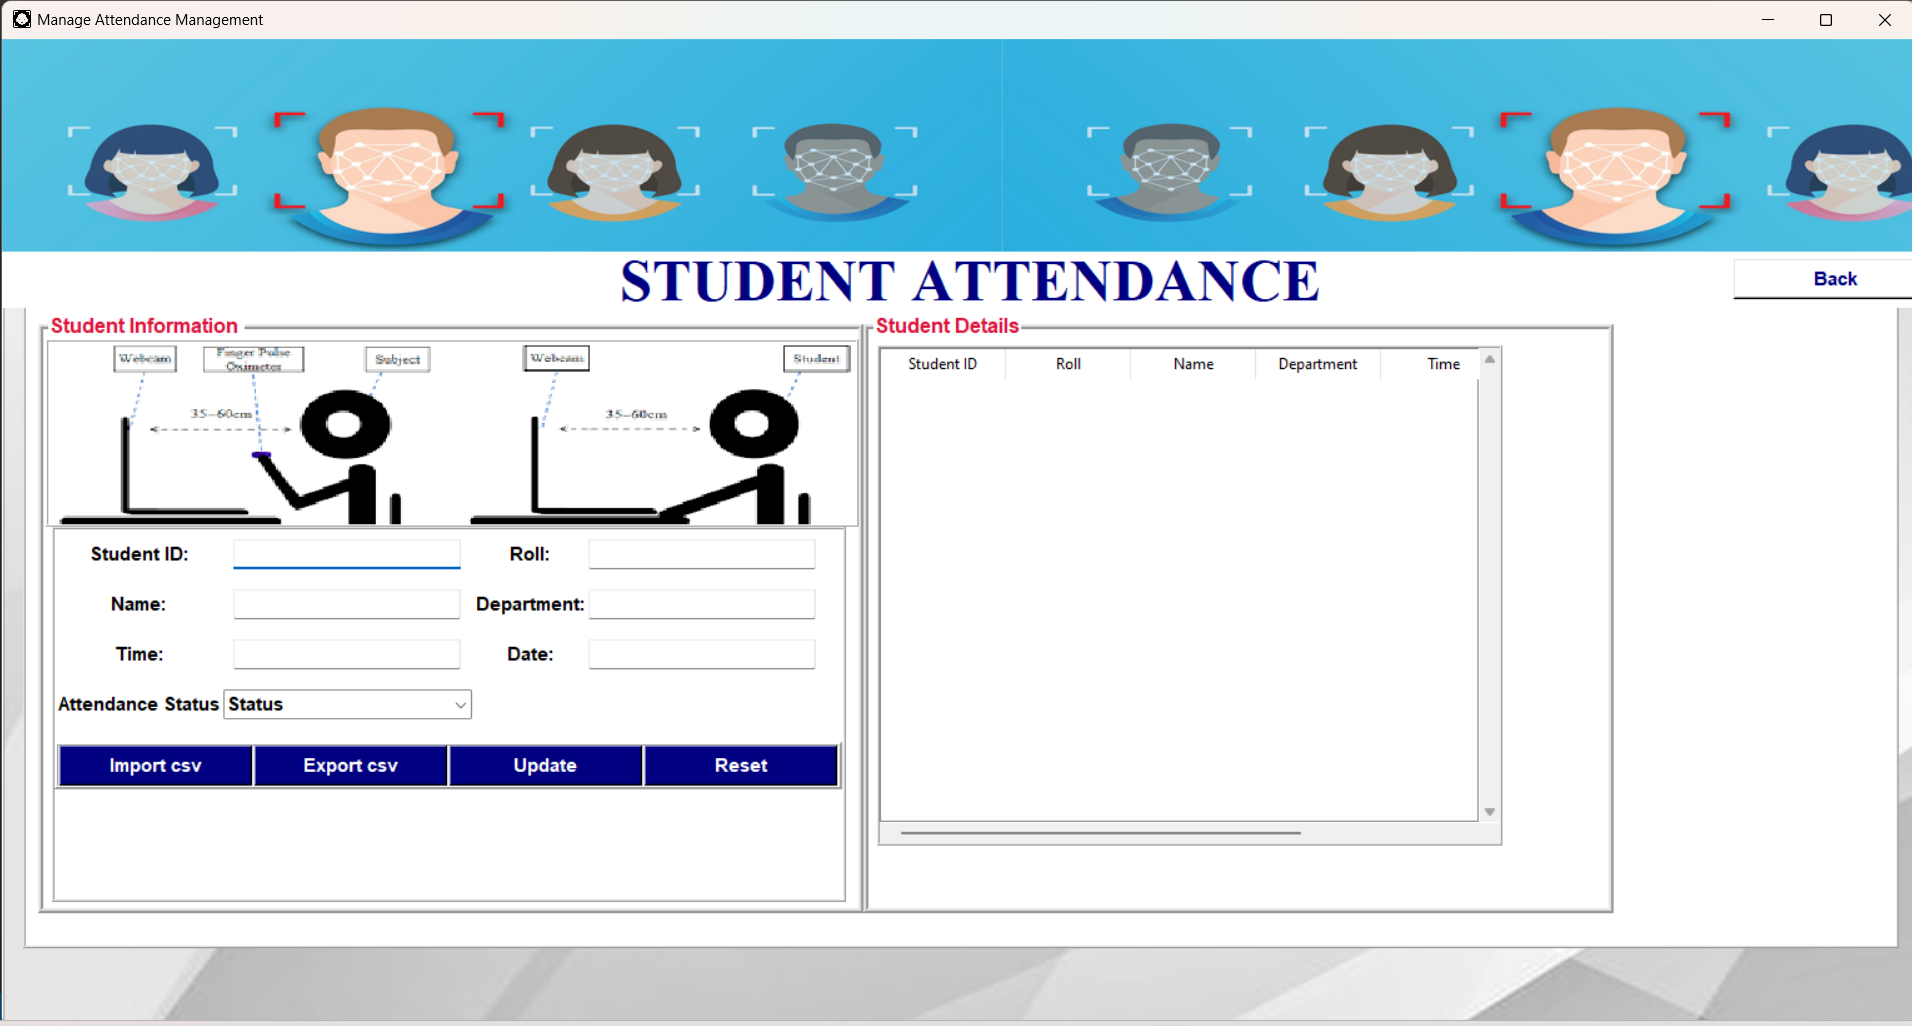 Manage Attendance Management
STUDENT ATTENDANCE
Back
Student Information
Webcam
Finger Pulse
Oximeter
Subject
35–60cm
Webcam
Student
35–60cm
Student ID:
Roll:
Name:
Department:
Time:
Date:
Attendance Status
Status
Import csv
Export csv
Update
Reset
Student Details
Student ID
Roll
Name
Department
Time